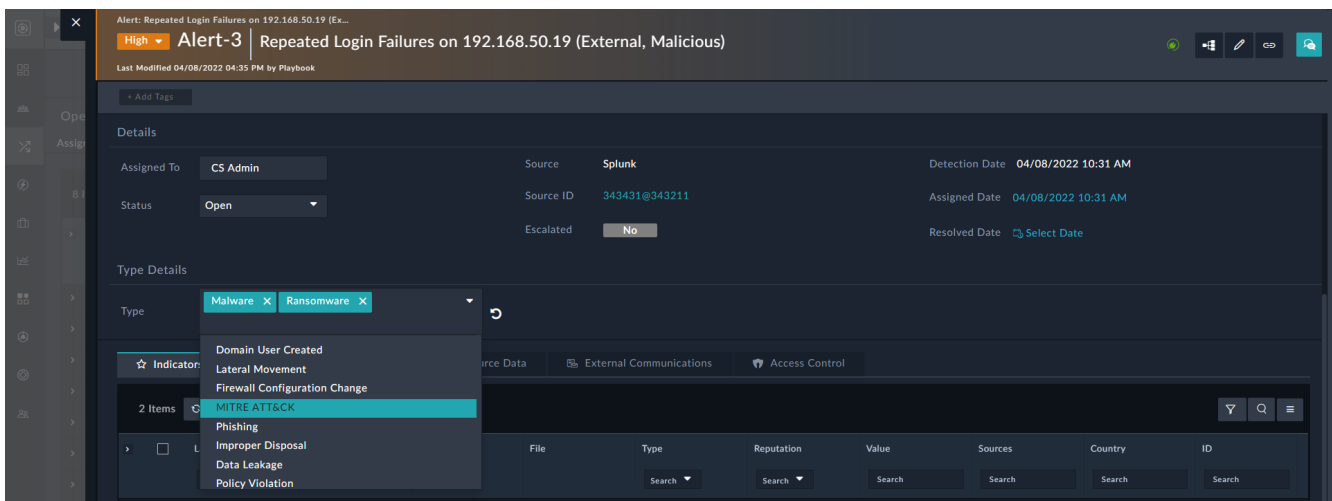 Alert: Repeated Login Failures on 192.168.50.19 (Ex...
High Alert-3 Repeated Login Failures on 192.168.50.19 (External, Malicious)
Last Modified 04/08/2022 04:35 PM by Playbook
+ Add Tags
Ope
Assig
8 I
Details
Assigned To CS Admin Source Splunk Detection Date 04/08/2022 10:31 AM
Status Open Source ID 343431@343211 Assigned Date 04/08/2022 10:31 AM
Escalated No Resolved Date Select Date
Type Details
Type Malware Ransomware
Domain User Created
Lateral Movement
Firewall Configuration Change
MITRE ATT&CK
Phishing
Improper Disposal
Data Leakage
Policy Violation
Indicators urce Data External Communications Access Control
2 Items
L File Type Reputation Value Sources Country ID
Search Search Search Search Search Search